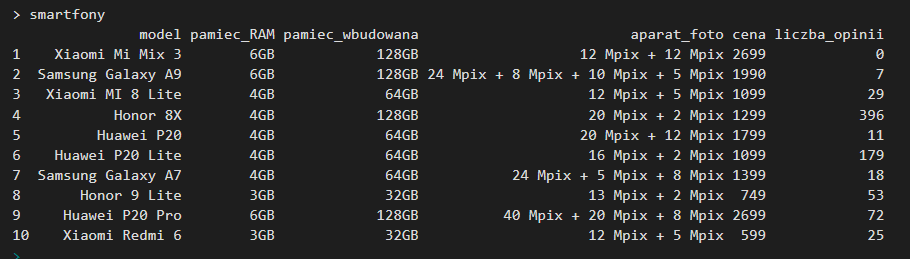 > smartfony
model pamiec_RAM pamiec_wbudowana aparat_foto cena liczba_opinii
1 Xiaomi Mi Mix 3 6GB 128GB 12 Mpix + 12 Mpix 2699 0
2 Samsung Galaxy A9 6GB 128GB 24 Mpix + 8 Mpix + 10 Mpix + 5 Mpix 1990 7
3 Xiaomi MI 8 Lite 4GB 64GB 12 Mpix + 5 Mpix 1099 29
4 Honor 8X 4GB 128GB 20 Mpix + 2 Mpix 1299 396
5 Huawei P20 4GB 64GB 20 Mpix + 12 Mpix 1799 11
6 Huawei P20 Lite 4GB 64GB 16 Mpix + 2 Mpix 1099 179
7 Samsung Galaxy A7 4GB 64GB 24 Mpix + 5 Mpix + 8 Mpix 1399 18
8 Honor 9 Lite 3GB 32GB 13 Mpix + 2 Mpix 749 53
9 Huawei P20 Pro 6GB 128GB 40 Mpix + 20 Mpix + 8 Mpix 2699 72
10 Xiaomi Redmi 6 3GB 32GB 12 Mpix + 5 Mpix 599 25
>